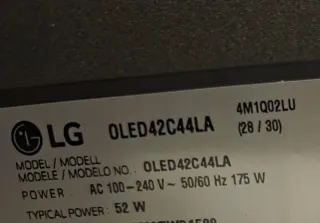 LG OLED42C44LA 4M1Q02LU
(28 / 30)
MODEL / MODELL
MODÈLE / MODELO NO. : OLED42C44LA
POWER : AC 100-240 V ~ 50/60 Hz 175 W
TYPICAL POWER : 52 W